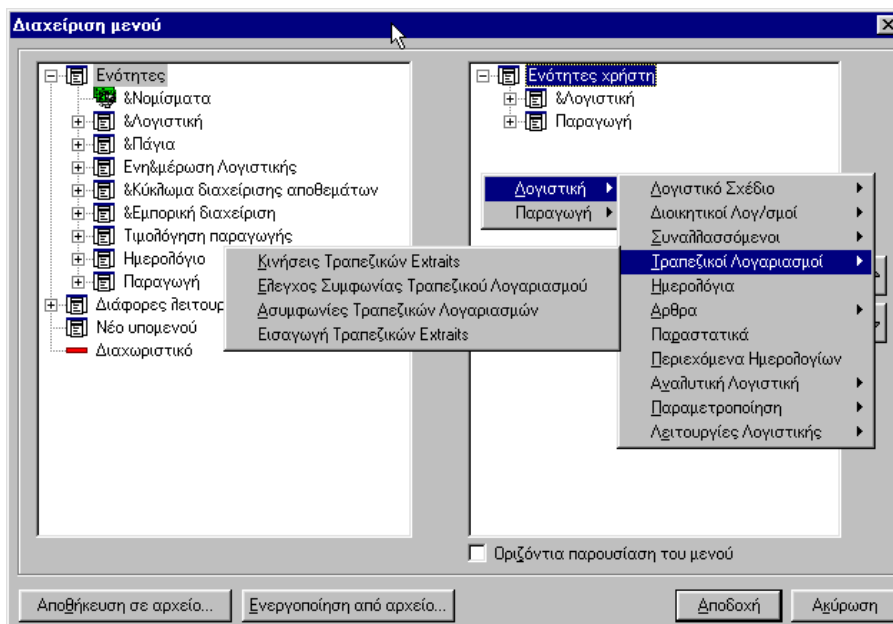 Διαχείριση μενού
Ενότητες
&Νομίσματα
&Λογιστική
&Πάγια
Ενη&μέρωση Λογιστικής
&Κύκλωμα διαχείρισης αποθεμάτων
&Εμπορική διαχείριση
Τιμολόγηση παραγωγής
Ημερολόγιο
Παραγωγή
Διάφορες λειτουρ
Νέο υπομενού
Διαχωριστικό
Ενότητες χρήστη
&Λογιστική
Παραγωγή
Λογιστική
Παραγωγή
Λογιστικό Σχέδιο
Διοικητικοί Λογ/σμοί
Συναλλασσόμενοι
Τραπεζικοί Λογαριασμοί
Ημερολόγια
Αρθρα
Παραστατικά
Περιεχόμενα Ημερολογίων
Αναλυτική Λογιστική
Παραμετροποίηση
Λειτουργίες Λογιστικής
Κινήσεις Τραπεζικών Extraits
Ελεγχος Συμφωνίας Τραπεζικού Λογαριασμού
Ασυμφωνίες Τραπεζικών Λογαριασμών
Εισαγωγή Τραπεζικών Extraits
Οριζόντια παρουσίαση του μενού
Αποθήκευση σε αρχείο...
Ενεργοποίηση από αρχείο...
Αποδοχή
Ακύρωση